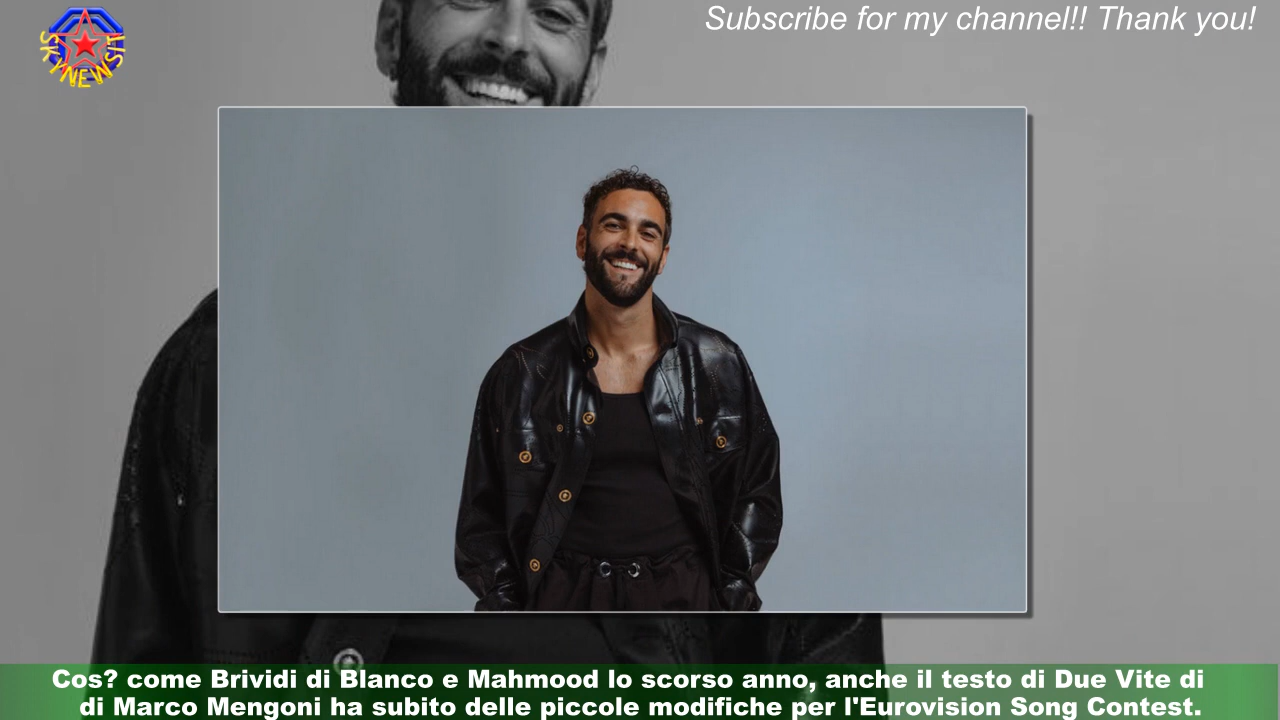 Subscribe for my channel!! Thank you!
SKYNEWSIT
Cos? come Brividi di Blanco e Mahmood lo scorso anno, anche il testo di Due Vite di
di Marco Mengoni ha subito delle piccole modifiche per l'Eurovision Song Contest.